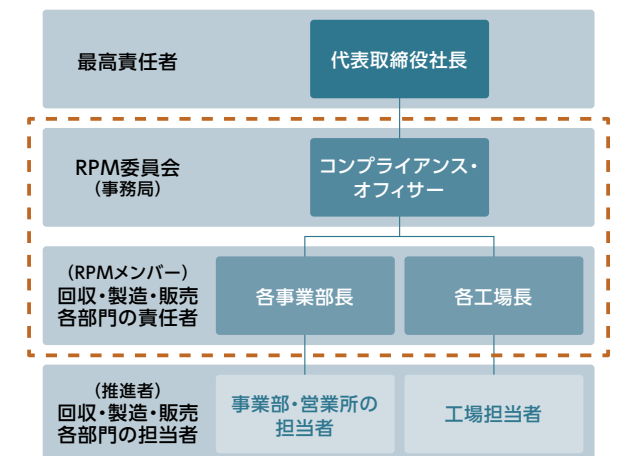 最高責任者
代表取締役社長
RPM委員会
（事務局）
コンプライアンス・
オフィサー
（RPMメンバー）
回収・製造・販売
各部門の責任者
各事業部長
各工場長
（推進者）
回収・製造・販売
各部門の担当者
事業部・営業所の
担当者
工場担当者